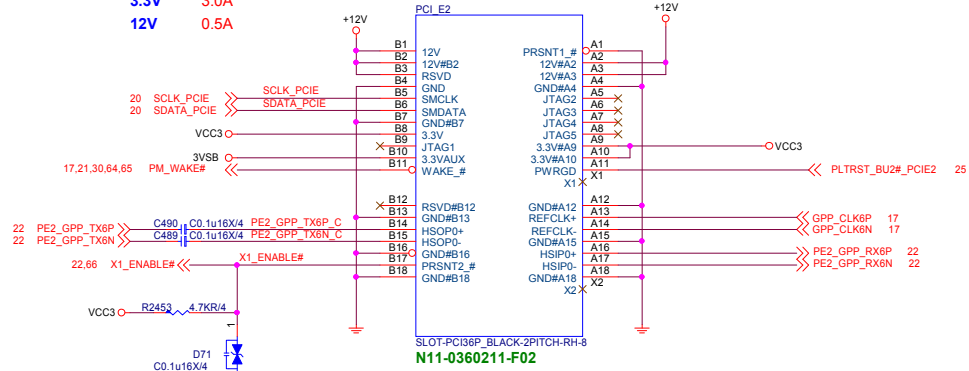 3.3V 3.0A
12V 0.5A
PCI_E2
+12V
+12V
B1 12V PRSNT1_# A1
B2 12V#B2 12V#A2 A2
B3 RSVD 12V#A3 A3
B4 GND GND#A4 A4
20 SCLK_PCIE SCLK_PCIE B5 SMCLK JTAG2 A5
20 SDATA_PCIE SDATA_PCIE B6 SMDATA JTAG3 A6
B7 GND#B7 JTAG4 A7
VCC3 B8 3.3V JTAG5 A8
B9 JTAG1 3.3V#A9 A9 VCC3
3VSB B10 3.3VAUX 3.3V#A10 A10
17,21,30,64,65 PM_WAKE# B11 WAKE_# PWRGD A11 PLTRST_BU2#_PCIE2 25
X1 X1
B12 RSVD#B12 GND#A12 A12
B13 GND#B13 REFCLK+ A13 GPP_CLK6P 17
22 PE2_GPP_TX6P C490 C0.1u16X/4 PE2_GPP_TX6P_C B14 HSOP0+ REFCLK- A14 GPP_CLK6N 17
22 PE2_GPP_TX6N C489 C0.1u16X/4 PE2_GPP_TX6N_C B15 HSOP0- GND#A15 A15
B16 GND#B16 HSIP0+ A16 PE2_GPP_RX6P 22
22,66 X1_ENABLE# X1_ENABLE# B17 PRSNT2_# HSIP0- A17 PE2_GPP_RX6N 22
B18 GND#B18 GND#A18 A18
X2 X2
VCC3 R2453 4.7KR/4
1
D71
C0.1u16X/4
SLOT-PCI36P_BLACK-2PITCH-RH-8
N11-0360211-F02